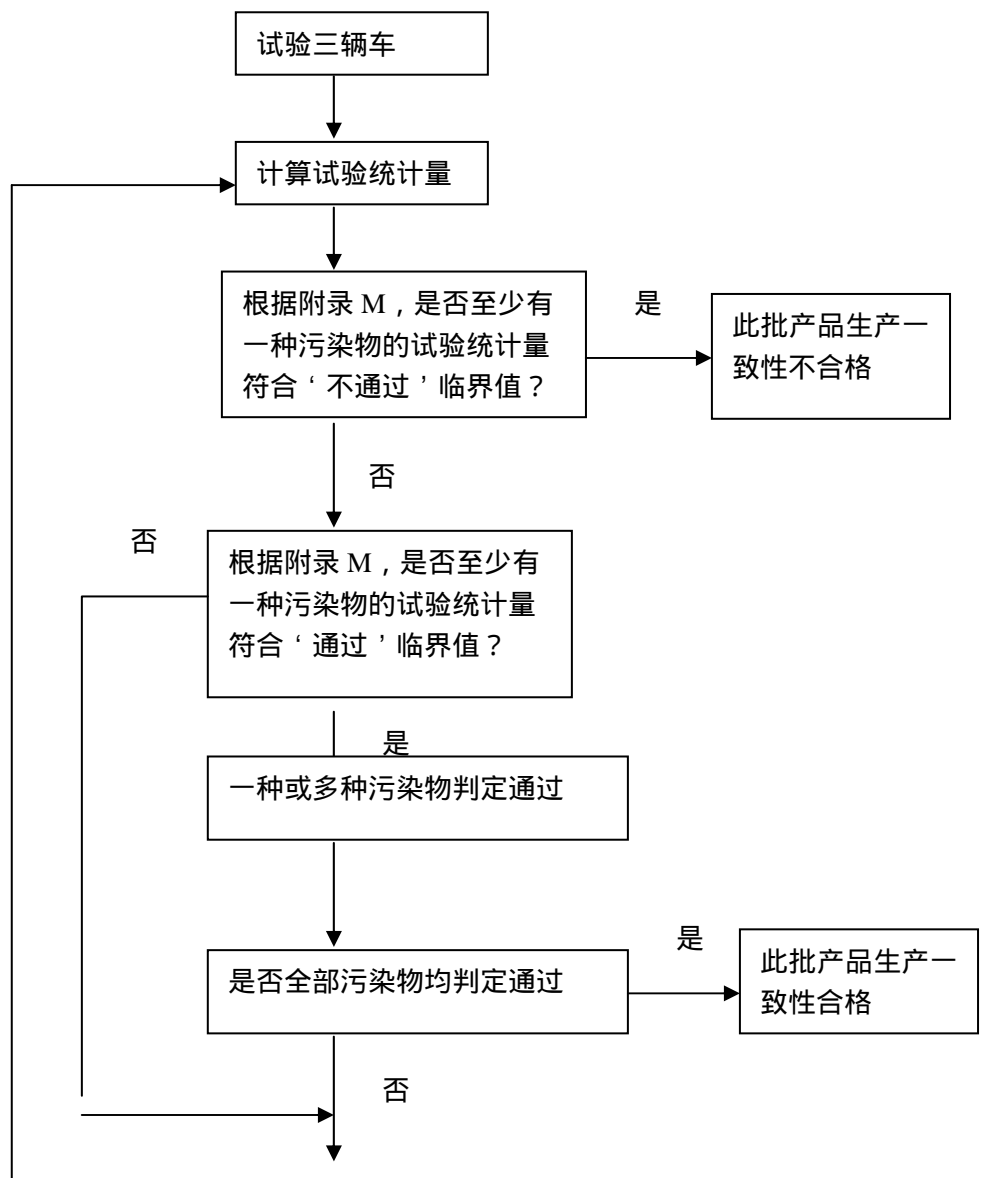 试验三辆车
计算试验统计量
根据附录 M，是否至少有
一种污染物的试验统计量
符合‘不通过’临界值？
是
此批产品生产一
致性不合格
否
否
根据附录 M，是否至少有
一种污染物的试验统计量
符合‘通过’临界值？
是
一种或多种污染物判定通过
是否全部污染物均判定通过
是
此批产品生产一
致性合格
否